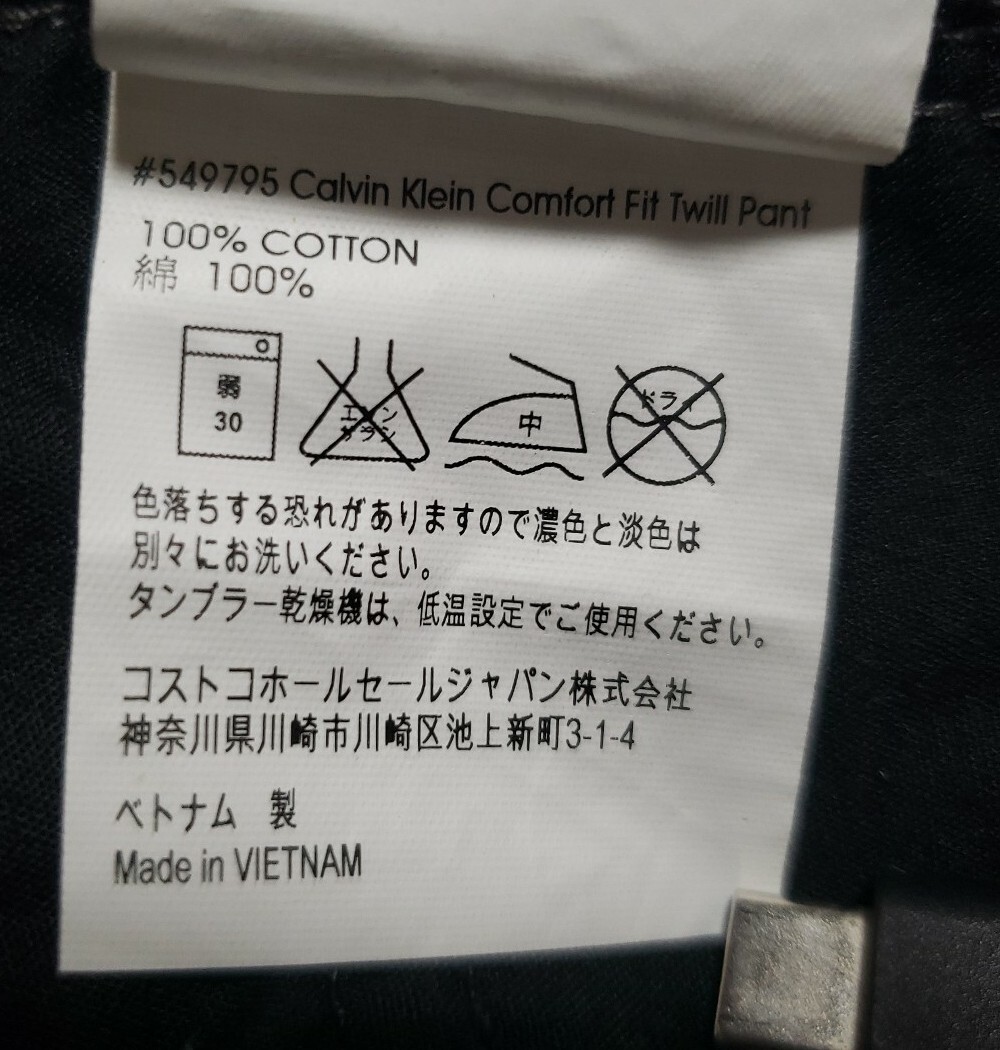 #549795 Calvin Klein Comfort Fit Twill Pant
100% COTTON
綿 100%
弱
30
エンソ
サラシ
中
ドライ
色落ちする恐れがありますので濃色と淡色は
別々にお洗いください。
タンブラー乾燥機は、低温設定でご使用ください。
コストコホールセールジャパン株式会社
神奈川県川崎市川崎区池上新町3-1-4
ベトナム 製
Made in VIETNAM